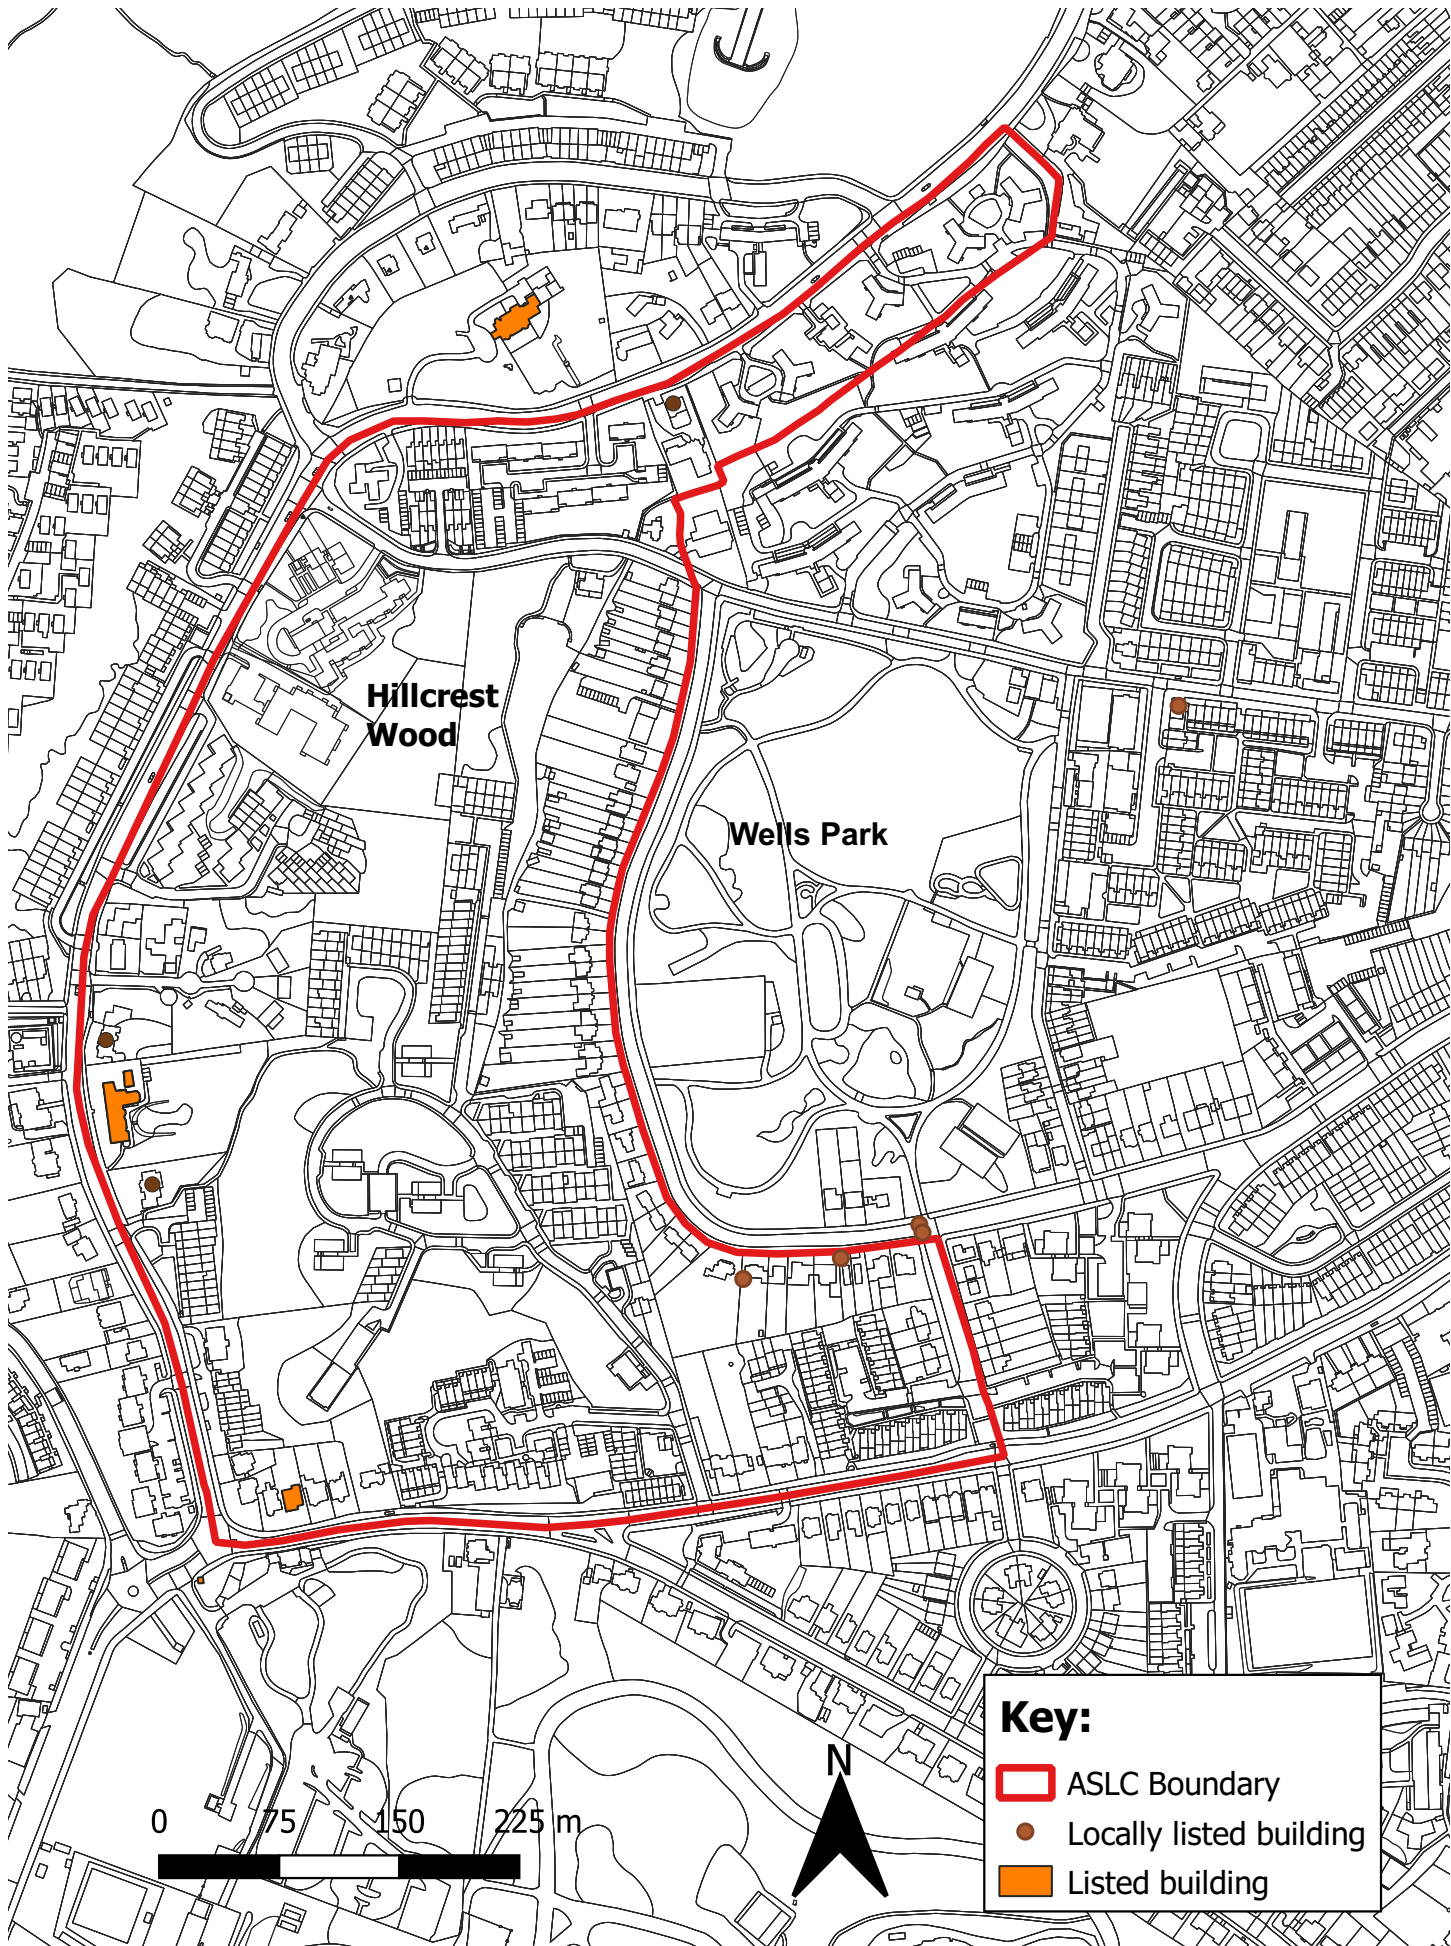 Hillcrest
Wood
Wells Park
Key:
ASLC Boundary
Locally listed building
Listed building
N
0 75 150 225 m